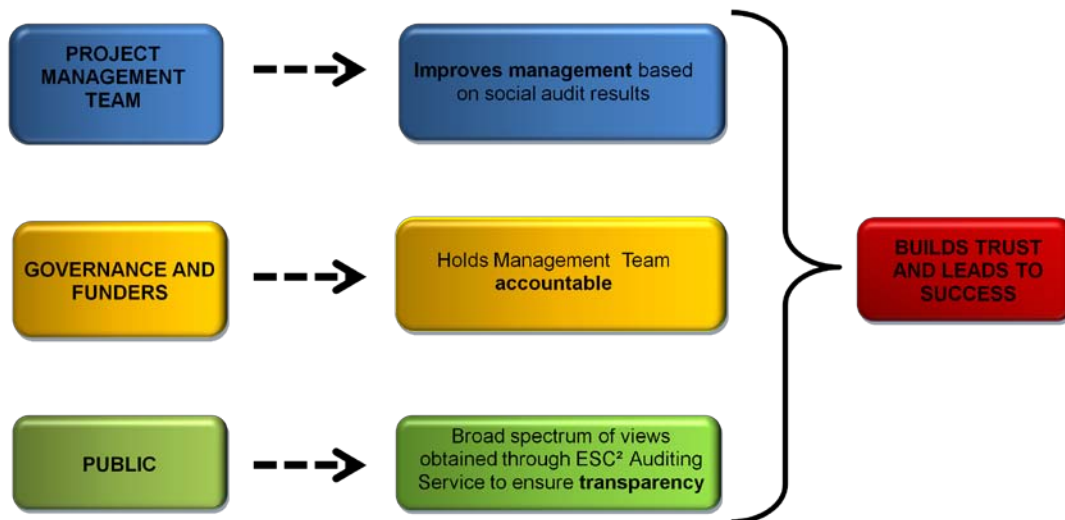 PROJECT
MANAGEMENT
TEAM
Improves management based
on social audit results
GOVERNANCE AND
FUNDERS
Holds Management Team
accountable
BUILDS TRUST
AND LEADS TO
SUCCESS
PUBLIC
Broad spectrum of views
obtained through ESC² Auditing
Service to ensure transparency